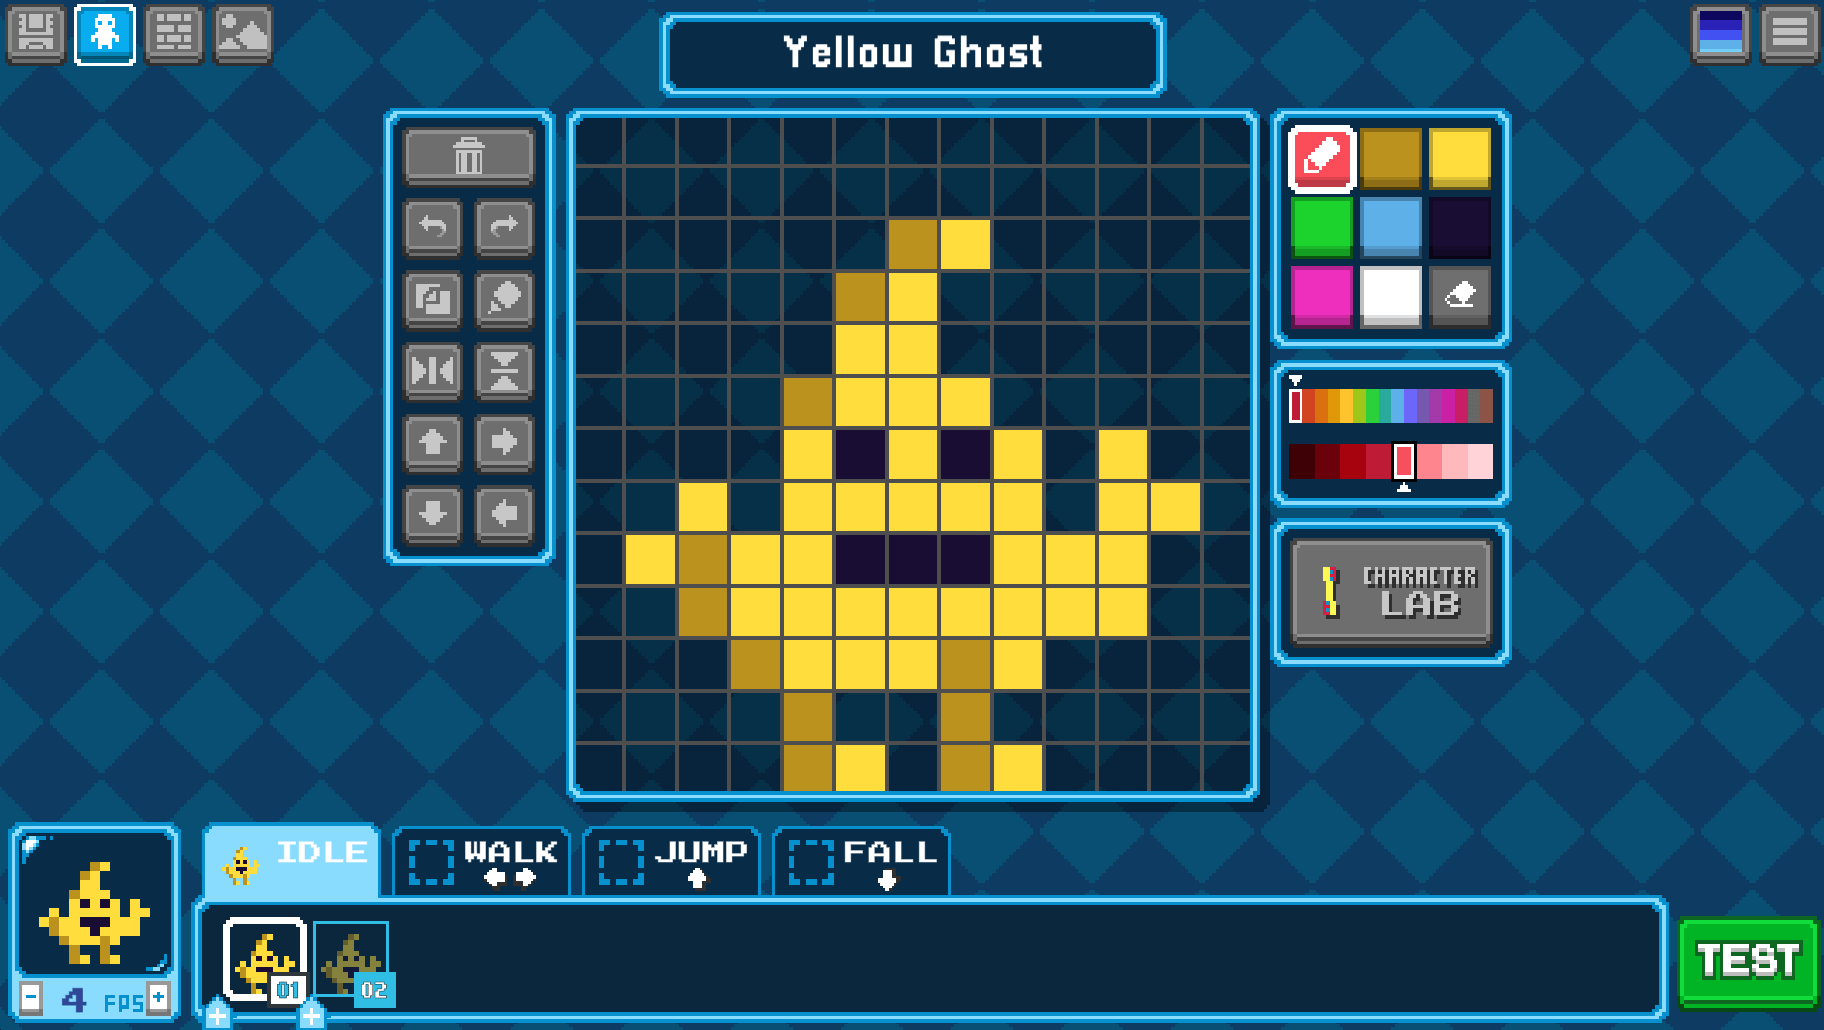 Yellow Ghost
CHARACTER
LAB
IDLE
WALK
JUMP
FALL
01
02
- 4 FPS +
+ +
TEST